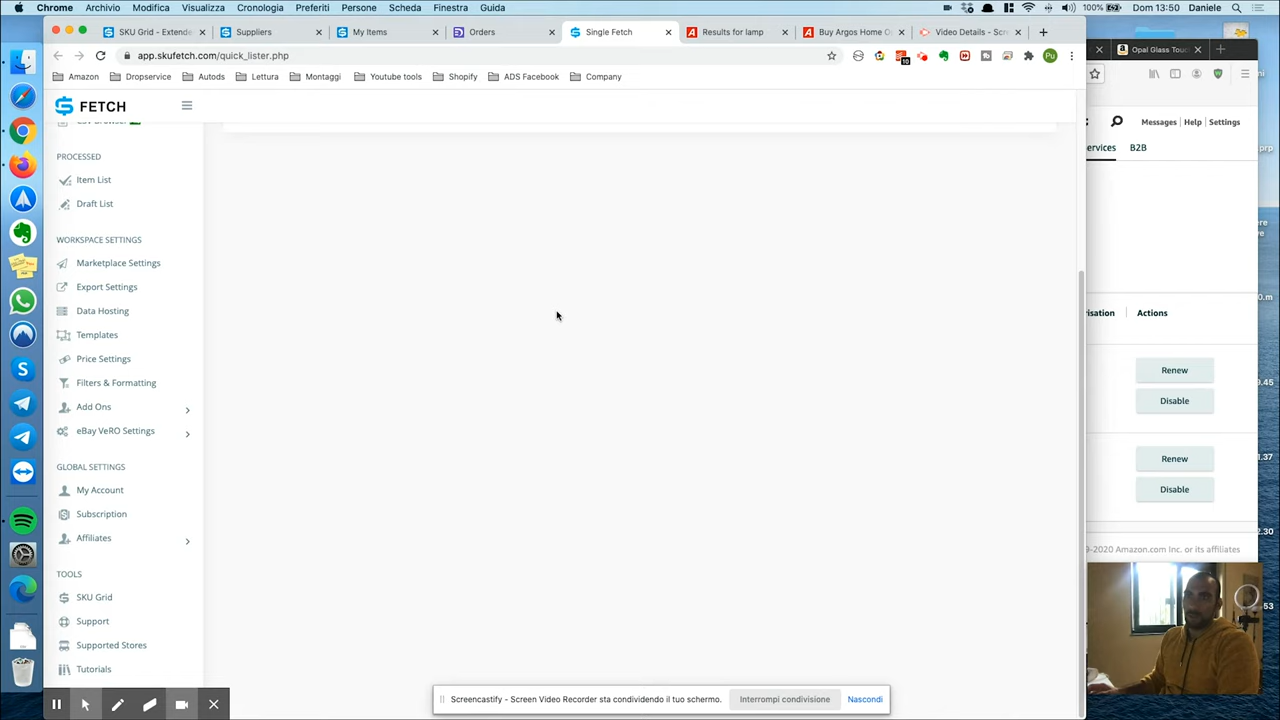 Chrome Archivio Modifica Visualizza Cronologia Preferiti Persone Scheda Finestra Guida 100% Dom 13:50 Daniele
SKU Grid - Extende Suppliers My Items Orders Single Fetch Results for lamp Buy Argos Home O Video Details - Scre
Opal Glass Touc
app.skufetch.com/quick_lister.php
10
Pu
Amazon Dropservice Autods Lettura Montaggi Youtube tools Shopify ADS Facebook Company
FETCH
Messages Help Settings
ervices B2B
PROCESSED
Item List
Draft List
WORKSPACE SETTINGS
Marketplace Settings
Export Settings
Data Hosting
Templates
Price Settings
Filters & Formatting
Add Ons
eBay VeRO Settings
GLOBAL SETTINGS
My Account
Subscription
Affiliates
TOOLS
SKU Grid
Support
Supported Stores
Tutorials
isation Actions
Renew
Disable
Renew
Disable
9-2020 Amazon.com Inc. or its affiliates
Screencastify - Screen Video Recorder sta condividendo il tuo schermo. Interrompi condivisione Nascondi